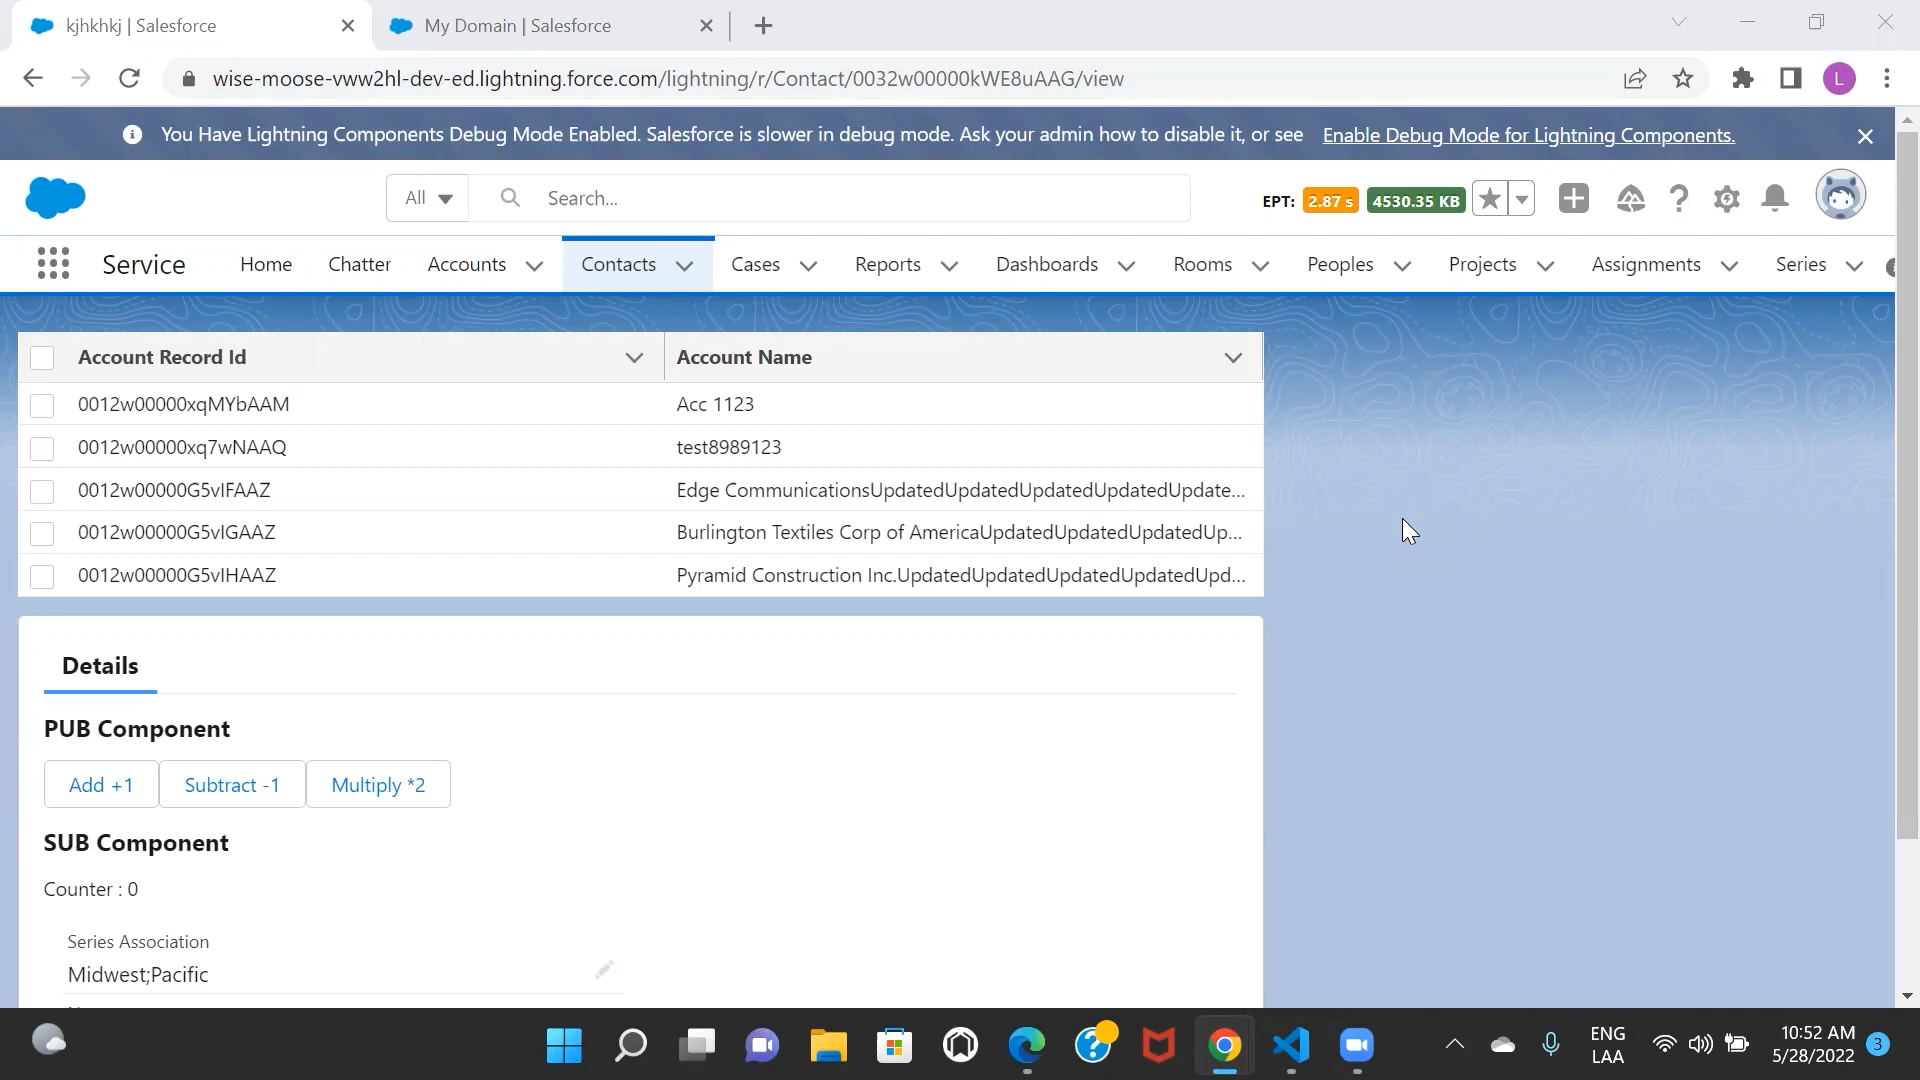 kjhkhkj | Salesforce
My Domain | Salesforce
wise-moose-vww2hl-dev-ed.lightning.force.com/lightning/r/Contact/0032w00000kWE8uAAG/view
L
You Have Lightning Components Debug Mode Enabled. Salesforce is slower in debug mode. Ask your admin how to disable it, or see Enable Debug Mode for Lightning Components.
All
Search...
EPT: 2.87 s 4530.35 KB
Service
Home
Chatter
Accounts
Contacts
Cases
Reports
Dashboards
Rooms
Peoples
Projects
Assignments
Series
Account Record Id
Account Name
0012w00000xqMYbAAM
Acc 1123
0012w00000xq7wNAAQ
test8989123
0012w00000G5vIFAAZ
Edge CommunicationsUpdatedUpdatedUpdatedUpdatedUpdate...
0012w00000G5vIGAAZ
Burlington Textiles Corp of AmericaUpdatedUpdatedUpdatedUp...
0012w00000G5vIHAAZ
Pyramid Construction Inc.UpdatedUpdatedUpdatedUpdatedUpd...
Details
PUB Component
Add +1
Subtract -1
Multiply *2
SUB Component
Counter : 0
Series Association
Midwest;Pacific
ENG
LAA
10:52 AM
5/28/2022
3